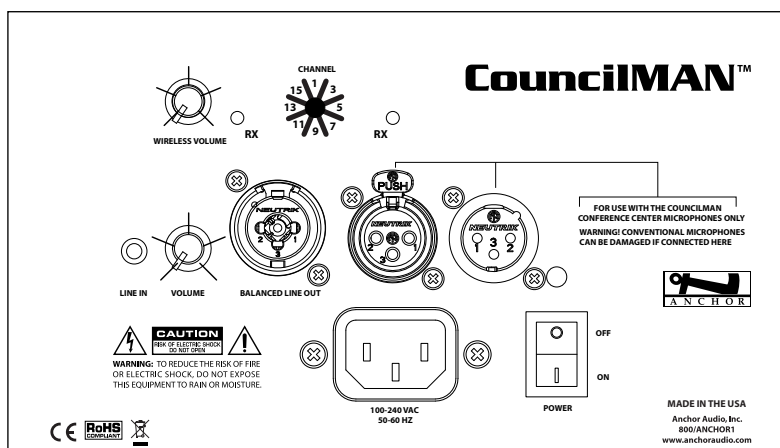 CHANNEL
15 1 3
13 5
11 9 7
WIRELESS VOLUME
RX
RX
CouncilMAN™
PUSH
NEUTRIK
2 1
3
2 1
3
NEUTRIK
1 3 2
FOR USE WITH THE COUNCILMAN
CONFERENCE CENTER MICROPHONES ONLY
WARNING! CONVENTIONAL MICROPHONES
CAN BE DAMAGED IF CONNECTED HERE
LINE IN
VOLUME
BALANCED LINE OUT
ANCHOR
CAUTION
RISK OF ELECTRIC SHOCK
DO NOT OPEN
WARNING: TO REDUCE THE RISK OF FIRE
OR ELECTRIC SHOCK, DO NOT EXPOSE
THIS EQUIPMENT TO RAIN OR MOISTURE.
OFF
ON
100-240 VAC
50-60 HZ
POWER
CE
RoHS
COMPLIANT
MADE IN THE USA
Anchor Audio, Inc.
800/ANCHOR1
www.anchoraudio.com